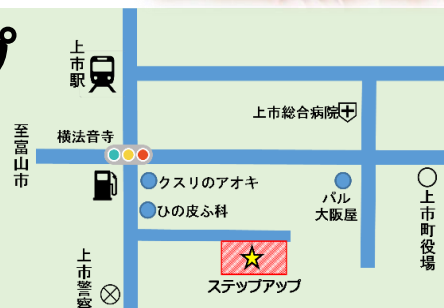 上市駅
上市総合病院
至富山市
横法音寺
クスリのアオキ
ひの皮ふ科
パル
大阪屋
上市町役場
ステップアップ
上市警察